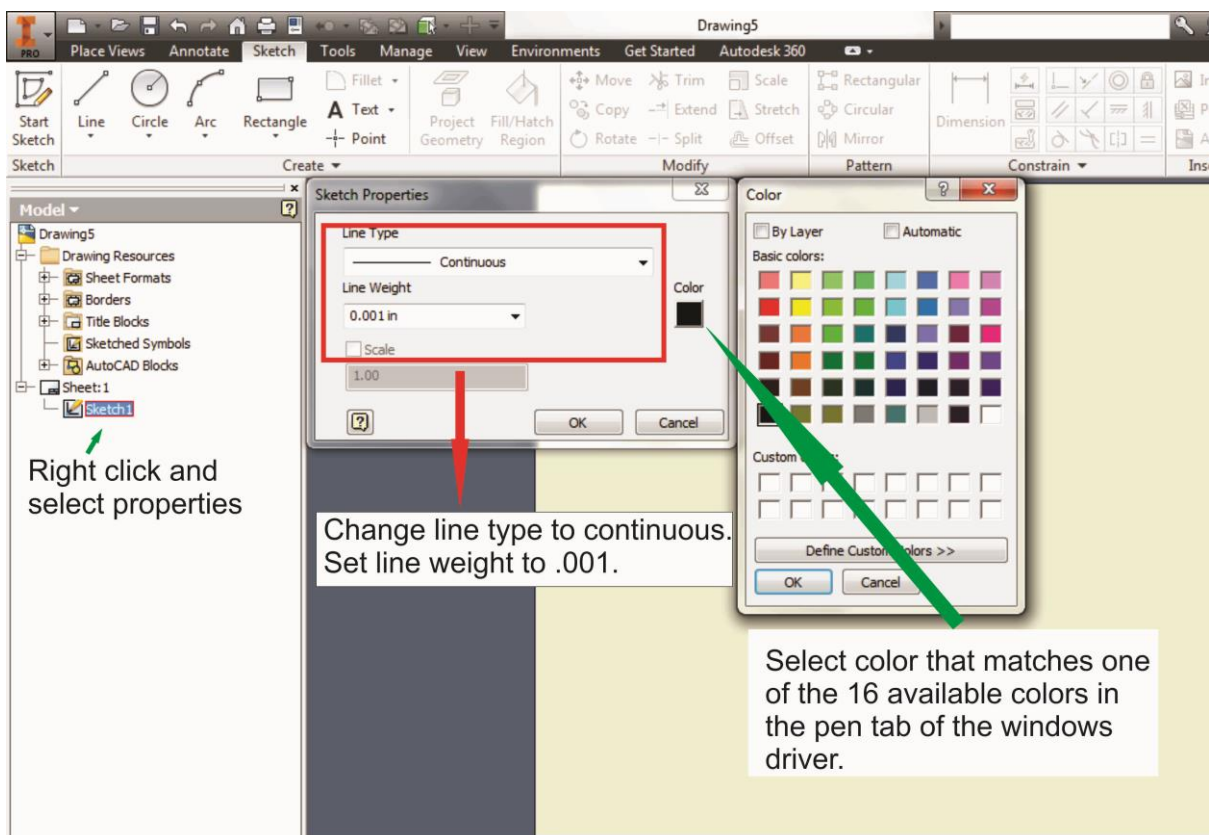 Drawing5
PRO
Place Views Annotate Sketch Tools Manage View Environments Get Started Autodesk 360
Start Sketch
Line
Circle
Arc
Rectangle
Fillet
A Text
Point
Project Geometry
Fill/Hatch Region
Move
Copy
Rotate
Trim
Extend
Split
Scale
Stretch
Offset
Rectangular
Circular
Mirror
Dimension
Sketch
Create
Modify
Pattern
Constrain
Model
Drawing5
Drawing Resources
Sheet Formats
Borders
Title Blocks
Sketched Symbols
AutoCAD Blocks
Sheet:1
Sketch1
Right click and
select properties
Sketch Properties
Line Type
Continuous
Line Weight
0.001 in
Color
Scale
1.00
OK
Cancel
Change line type to continuous.
Set line weight to .001.
Color
By Layer
Automatic
Basic colors:
Custom
Define Custom Colors >>
OK
Cancel
Select color that matches one
of the 16 available colors in
the pen tab of the windows
driver.